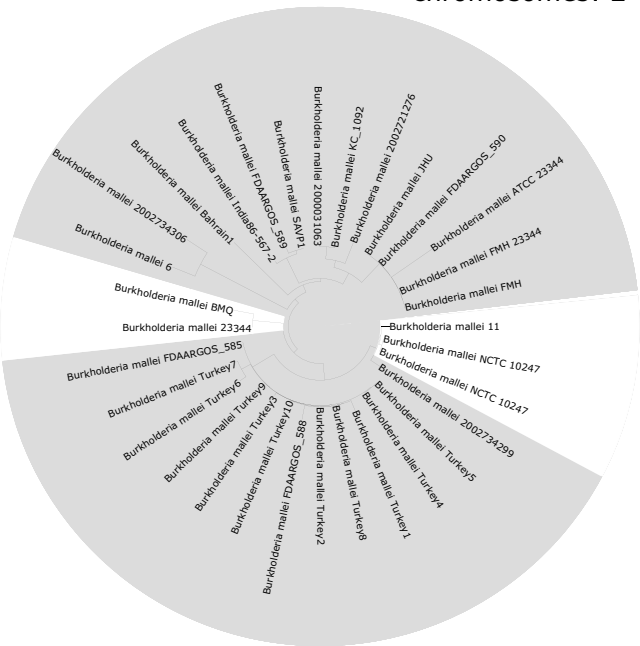 Burkholderia mallei 6
Burkholderia mallei 2002734306
Burkholderia mallei Bahrain1
Burkholderia mallei India86-567-2
Burkholderia mallei FDAARGOS_589
Burkholderia mallei SAVP1
Burkholderia mallei 2000031063
Burkholderia mallei KC_1092
Burkholderia mallei 2002721276
Burkholderia mallei JHU
Burkholderia mallei FDAARGOS_590
Burkholderia mallei ATCC 23344
Burkholderia mallei FMH 23344
Burkholderia mallei FMH
Burkholderia mallei 11
Burkholderia mallei NCTC 10247
Burkholderia mallei NCTC 10247
Burkholderia mallei 2002734299
Burkholderia mallei Turkey5
Burkholderia mallei Turkey4
Burkholderia mallei Turkey1
Burkholderia mallei Turkey8
Burkholderia mallei Turkey2
Burkholderia mallei FDAARGOS_588
Burkholderia mallei Turkey10
Burkholderia mallei Turkey3
Burkholderia mallei Turkey9
Burkholderia mallei Turkey6
Burkholderia mallei Turkey7
Burkholderia mallei FDAARGOS_585
Burkholderia mallei 23344
Burkholderia mallei BMQ